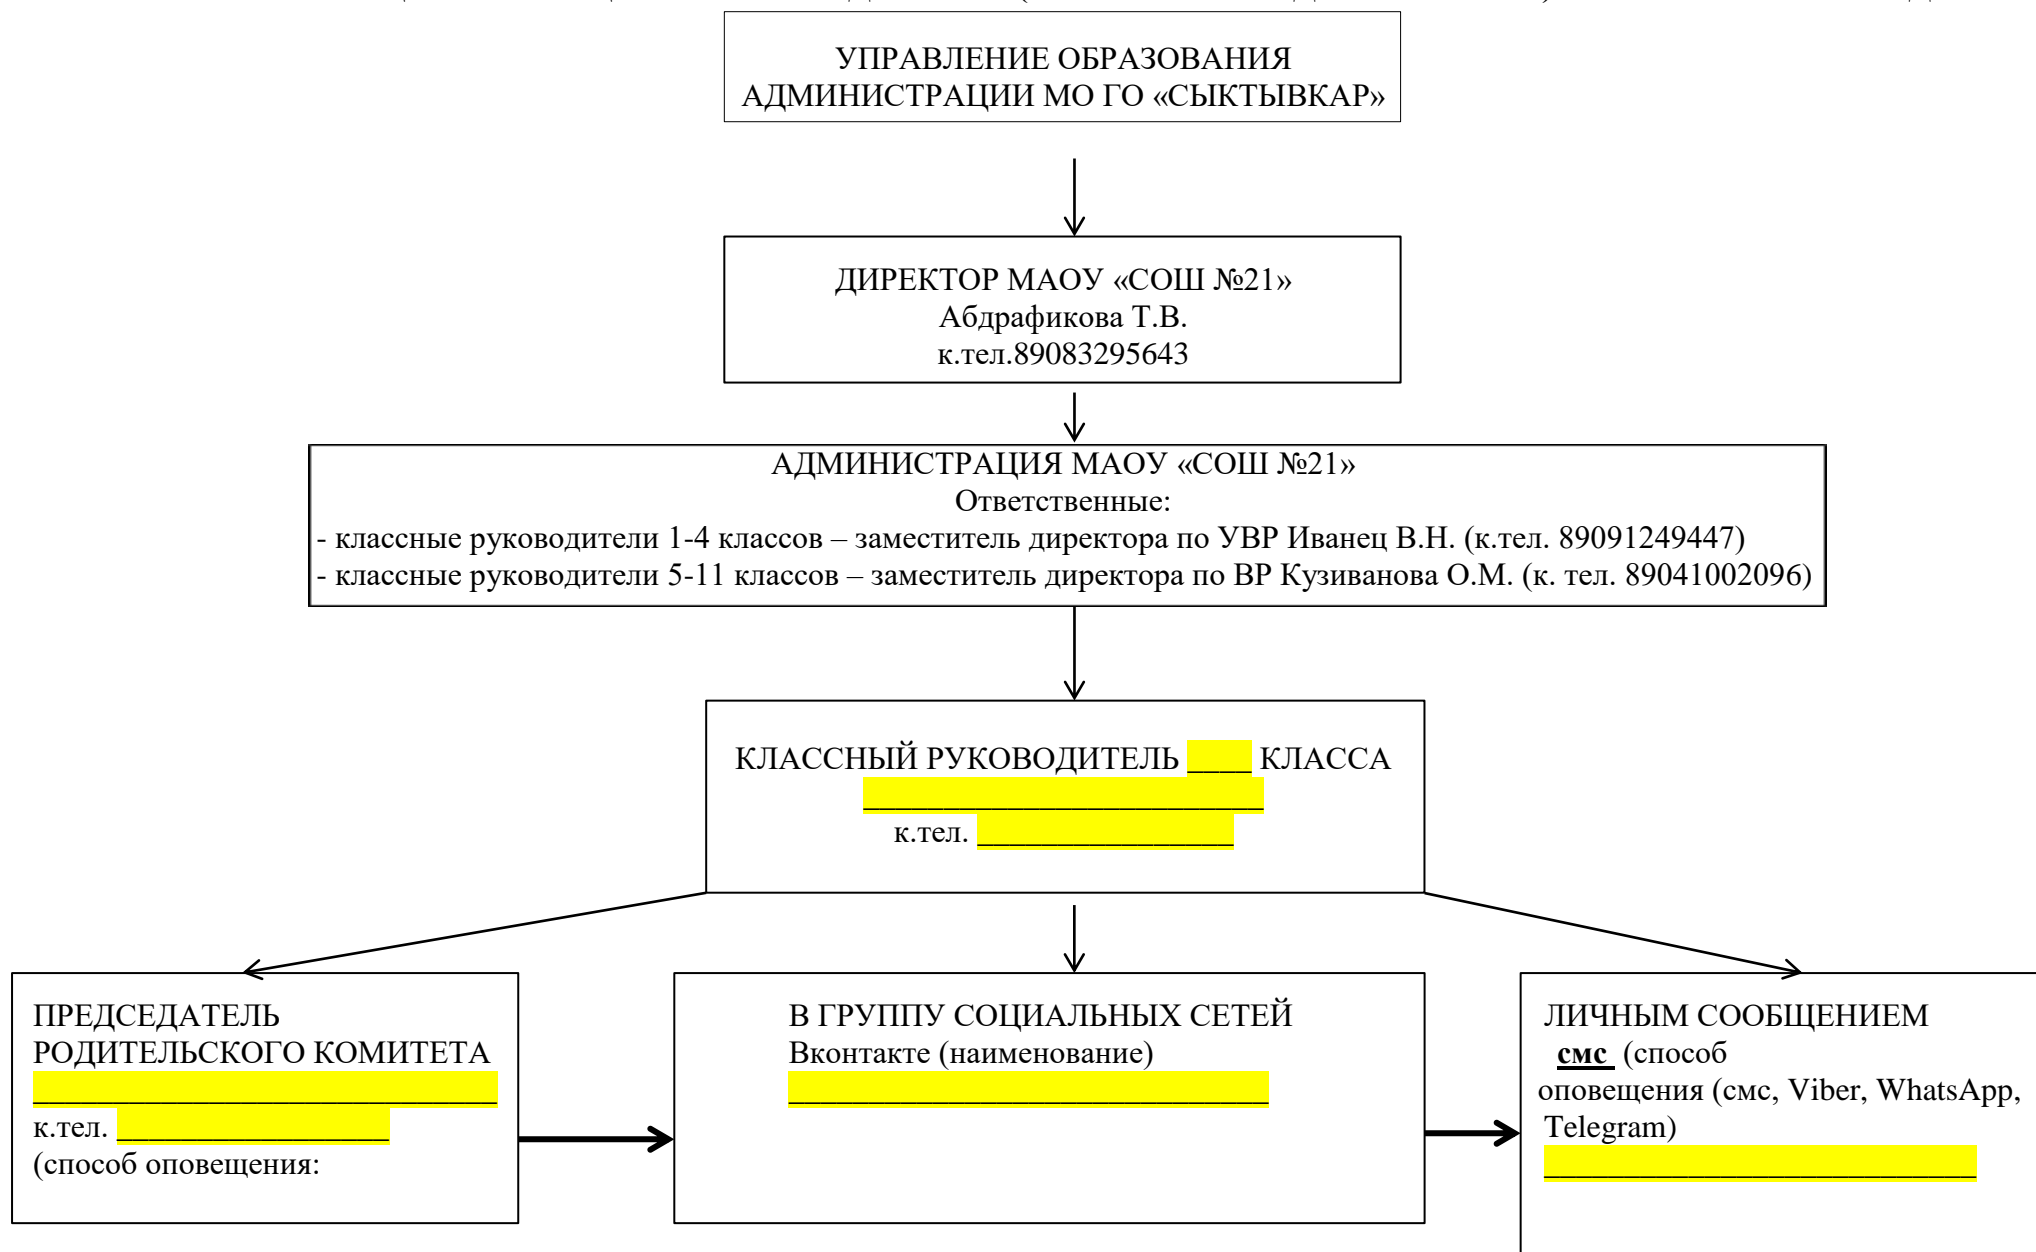 УПРАВЛЕНИЕ ОБРАЗОВАНИЯ
АДМИНИСТРАЦИИ МО ГО «СЫКТЫВКАР»
ДИРЕКТОР МАОУ «СОШ №21»
Абдрафикова Т.В.
к.тел.89083295643
АДМИНИСТРАЦИЯ МАОУ «СОШ №21»
Ответственные:
- классные руководители 1-4 классов – заместитель директора по УВР Иванец В.Н. (к.тел. 89091249447)
- классные руководители 5-11 классов – заместитель директора по ВР Кузиванова О.М. (к. тел. 89041002096)
КЛАССНЫЙ РУКОВОДИТЕЛЬ ____ КЛАССА
_________________________
к.тел. ________________
ПРЕДСЕДАТЕЛЬ
РОДИТЕЛЬСКОГО КОМИТЕТА
_____________________________
к.тел. _________________
(способ оповещения:
В ГРУППУ СОЦИАЛЬНЫХ СЕТЕЙ
Вконтакте (наименование)
______________________________
ЛИЧНЫМ СООБЩЕНИЕМ
смс (способ
оповещения (смс, Viber, WhatsApp,
Telegram)
___________________________